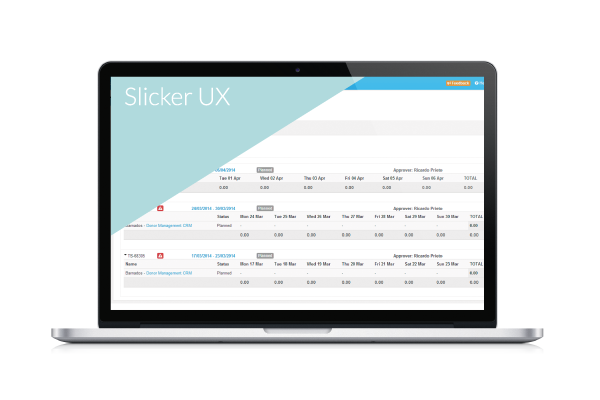 Slicker UX
Feedback
/04/2014 Planned Approver: Ricardo Prieto
Tue 01 Apr Wed 02 Apr Thu 03 Apr Fri 04 Apr Sat 05 Apr Sun 06 Apr TOTAL
0.00 0.00 0.00 0.00 0.00 0.00 0.00
24/03/2014 - 30/03/2014 Planned Approver: Ricardo Prieto
Status Mon 24 Mar Tue 25 Mar Wed 26 Mar Thu 27 Mar Fri 28 Mar Sat 29 Mar Sun 30 Mar TOTAL
Barnados - Donor Management CRM Planned - - - - - - - 0.00
0.00 0.00 0.00 0.00 0.00 0.00 0.00 0.00
17/03/2014 - 23/03/2014 Planned Approver: Ricardo Prieto
Name Status Mon 17 Mar Tue 18 Mar Wed 19 Mar Thu 20 Mar Fri 21 Mar Sat 22 Mar Sun 23 Mar TOTAL
Barnados - Donor Management CRM Planned - - - - - - - 0.00
0.00 0.00 0.00 0.00 0.00 0.00 0.00 0.00